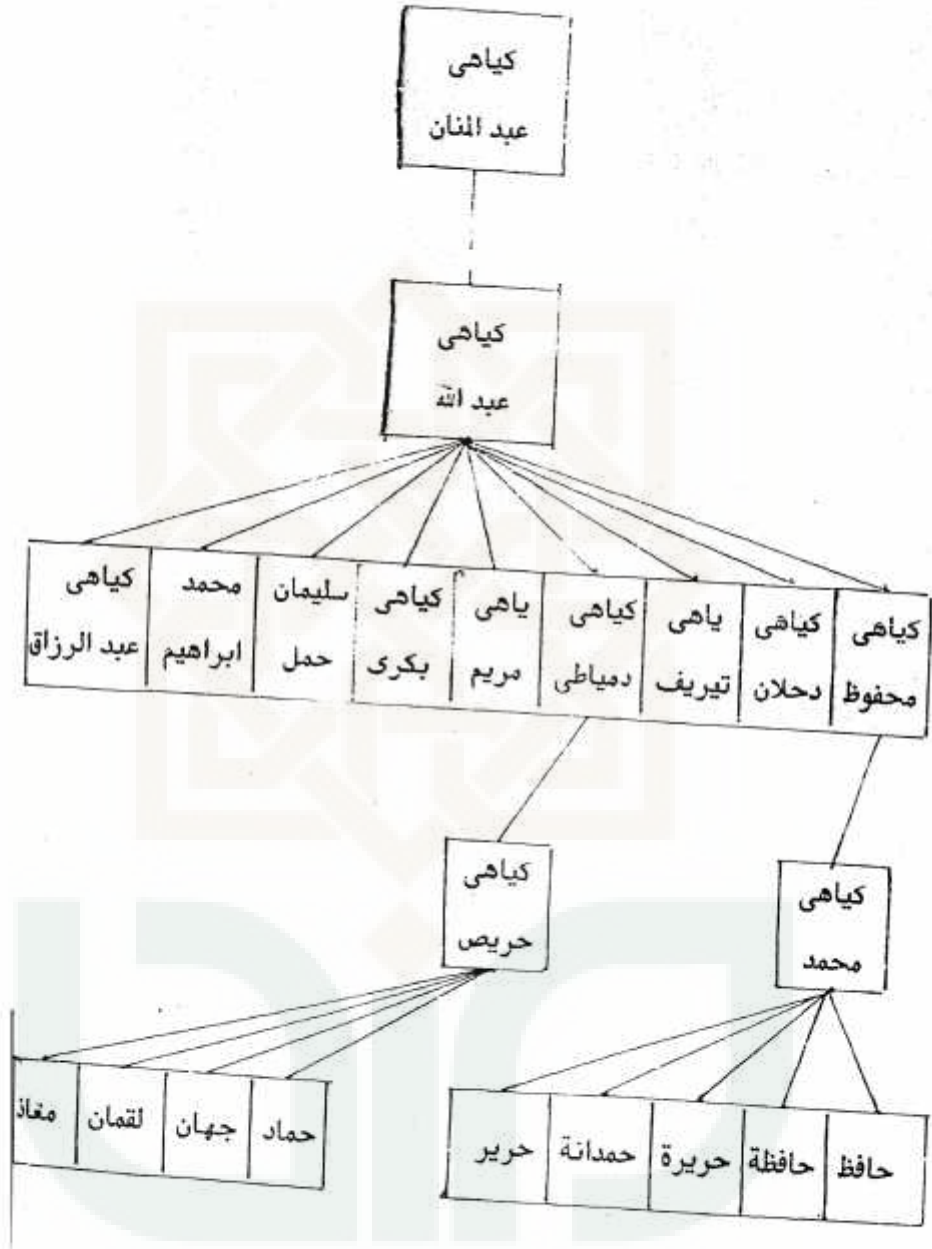 كياهى
عبد المنان
كياهى
عبد الله
كياهى
محفوظ
كياهى
دحلان
ياهى
تيريف
كياهى
دمياطى
ياهى
مريم
كياهى
بكرى
سليمان
حمل
محمد
ابراهيم
كياهى
عبد الرزاق
كياهى
محمد
كياهى
حريص
حافظ
حافظة
حريرة
حمدانة
حرير
حماد
جهان
لقمان
مغاذ